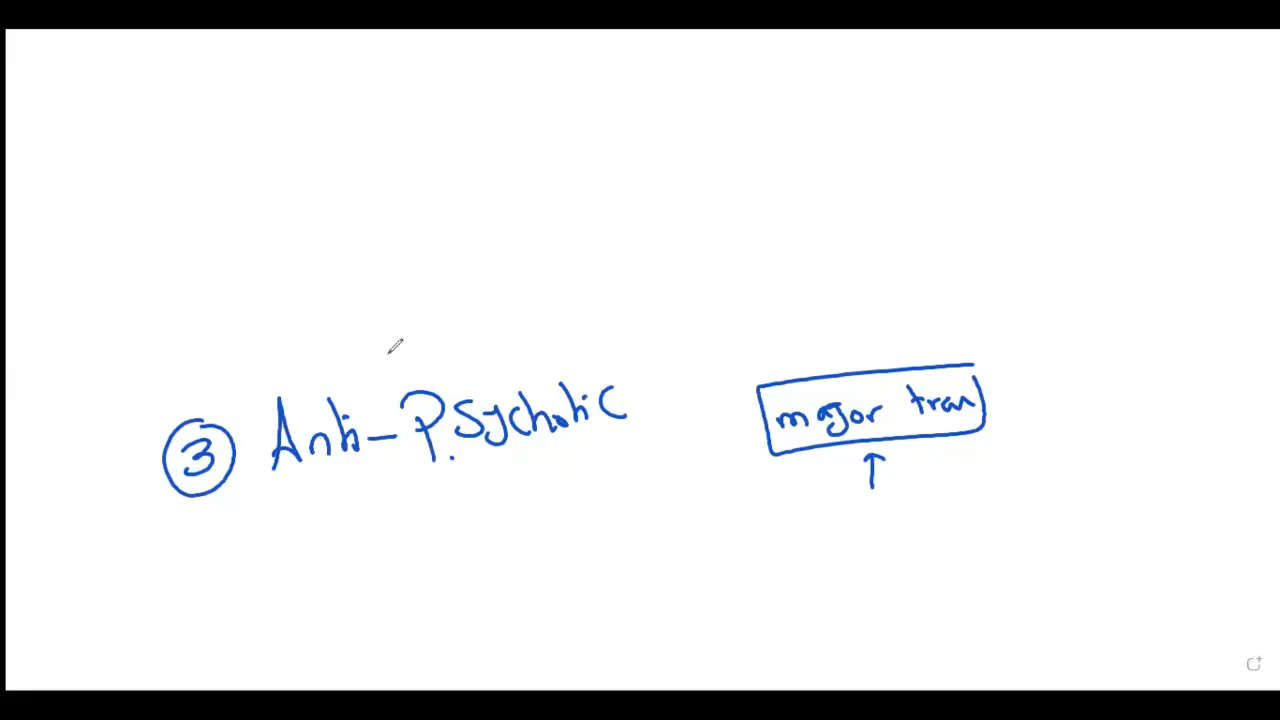 ③ Anti-Psychotic
major tran
↑